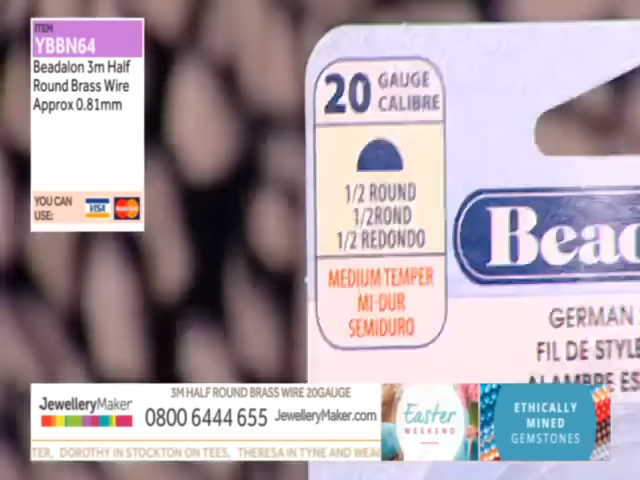 ITEM
YBBN64
Beadalon 3m Half
Round Brass Wire
Approx 0.81mm
YOU CAN
USE:
VISA
MasterCard
20 GAUGE
CALIBRE
1/2 ROUND
1/2ROND
1/2 REDONDO
MEDIUM TEMPER
MI-DUR
SEMIDURO
Bead
GERMAN
FIL DE STYLE
ALAMBRE ES
3M HALF ROUND BRASS WIRE 20GAUGE
JewelleryMaker
0800 6444 655 JewelleryMaker.com
Easter
WEEKEND
ETHICALLY
MINED
GEMSTONES
TER, DOROTHY IN STOCKTON ON TEES, THERESA IN TYNE AND WEA